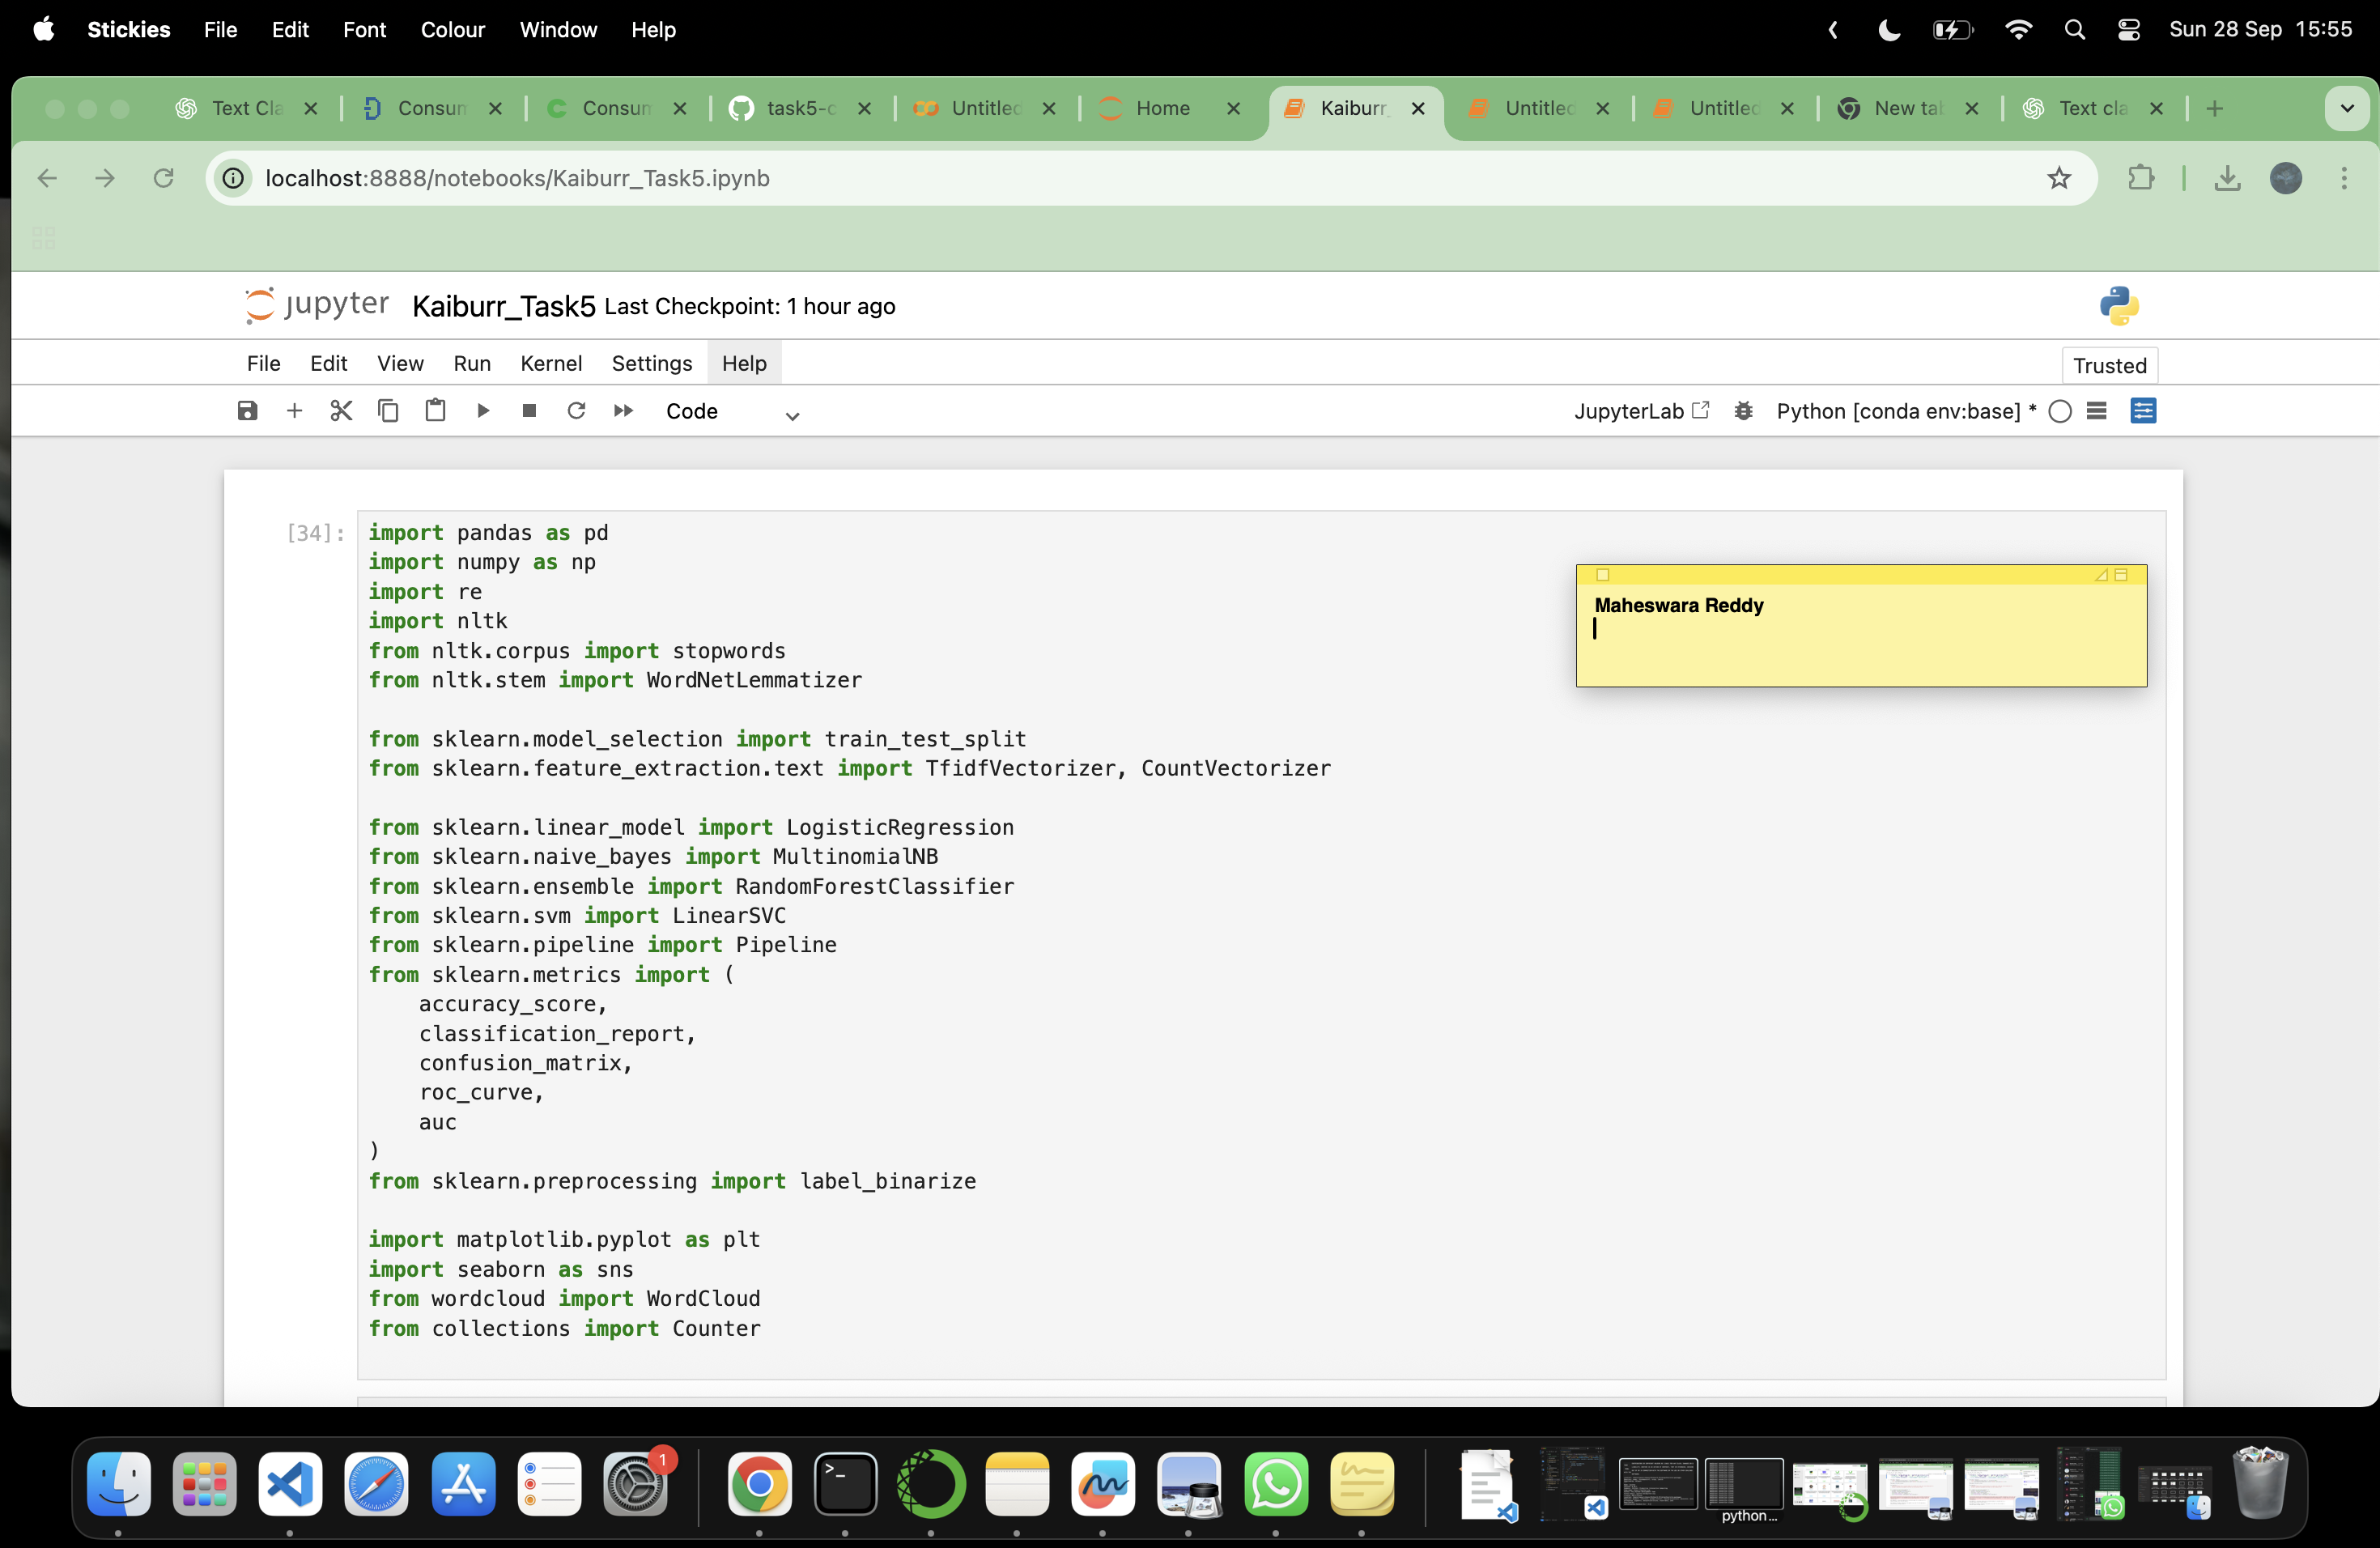 Stickies File Edit Font Colour Window Help Sun 28 Sep 15:55
Text Cla Consum Consum task5-c Untitled Home Kaiburr_ Untitled Untitled New tab Text cla
localhost:8888/notebooks/Kaiburr_Task5.ipynb
jupyter Kaiburr_Task5 Last Checkpoint: 1 hour ago
File Edit View Run Kernel Settings Help Trusted
Code JupyterLab Python [conda env:base] *
[34]: import pandas as pd
import numpy as np
import re
import nltk
from nltk.corpus import stopwords
from nltk.stem import WordNetLemmatizer
from sklearn.model_selection import train_test_split
from sklearn.feature_extraction.text import TfidfVectorizer, CountVectorizer
from sklearn.linear_model import LogisticRegression
from sklearn.naive_bayes import MultinomialNB
from sklearn.ensemble import RandomForestClassifier
from sklearn.svm import LinearSVC
from sklearn.pipeline import Pipeline
from sklearn.metrics import (
    accuracy_score,
    classification_report,
    confusion_matrix,
    roc_curve,
    auc
)
from sklearn.preprocessing import label_binarize
import matplotlib.pyplot as plt
import seaborn as sns
from wordcloud import WordCloud
from collections import Counter
Maheswara Reddy
1
python...